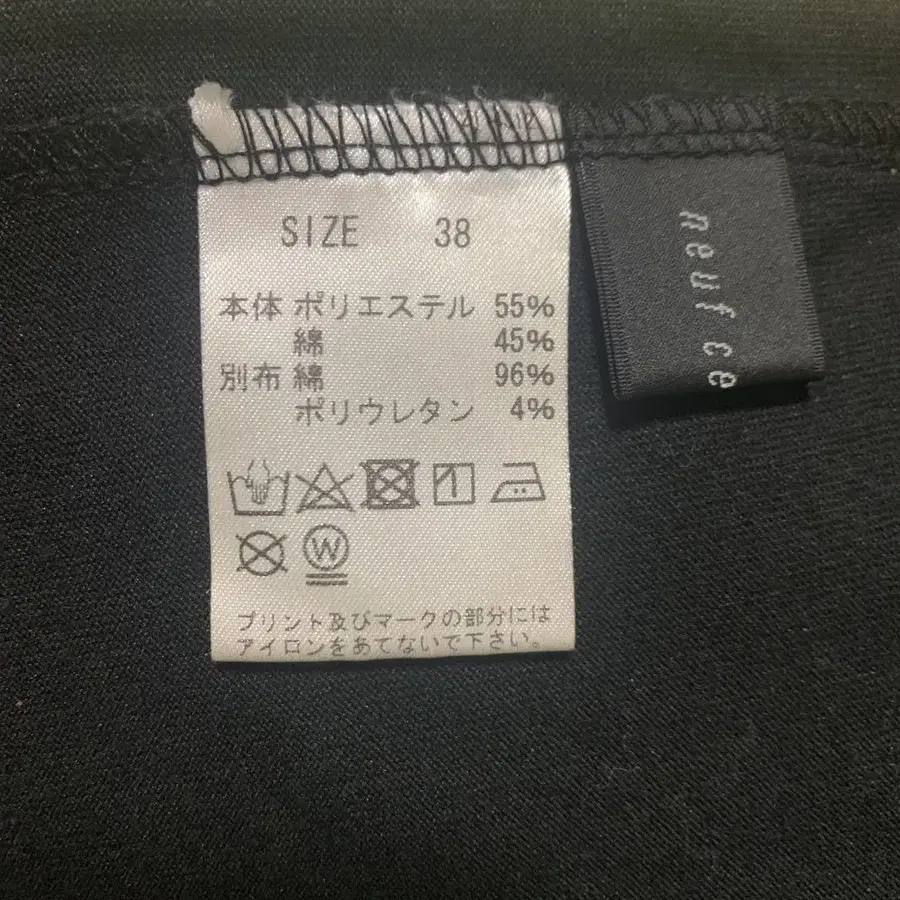 SIZE 38
本体 ポリエステル 55%
綿 45%
別布 綿 96%
ポリウレタン 4%
W
プリント及びマークの部分には
アイロンをあてないで下さい。
neuf ce